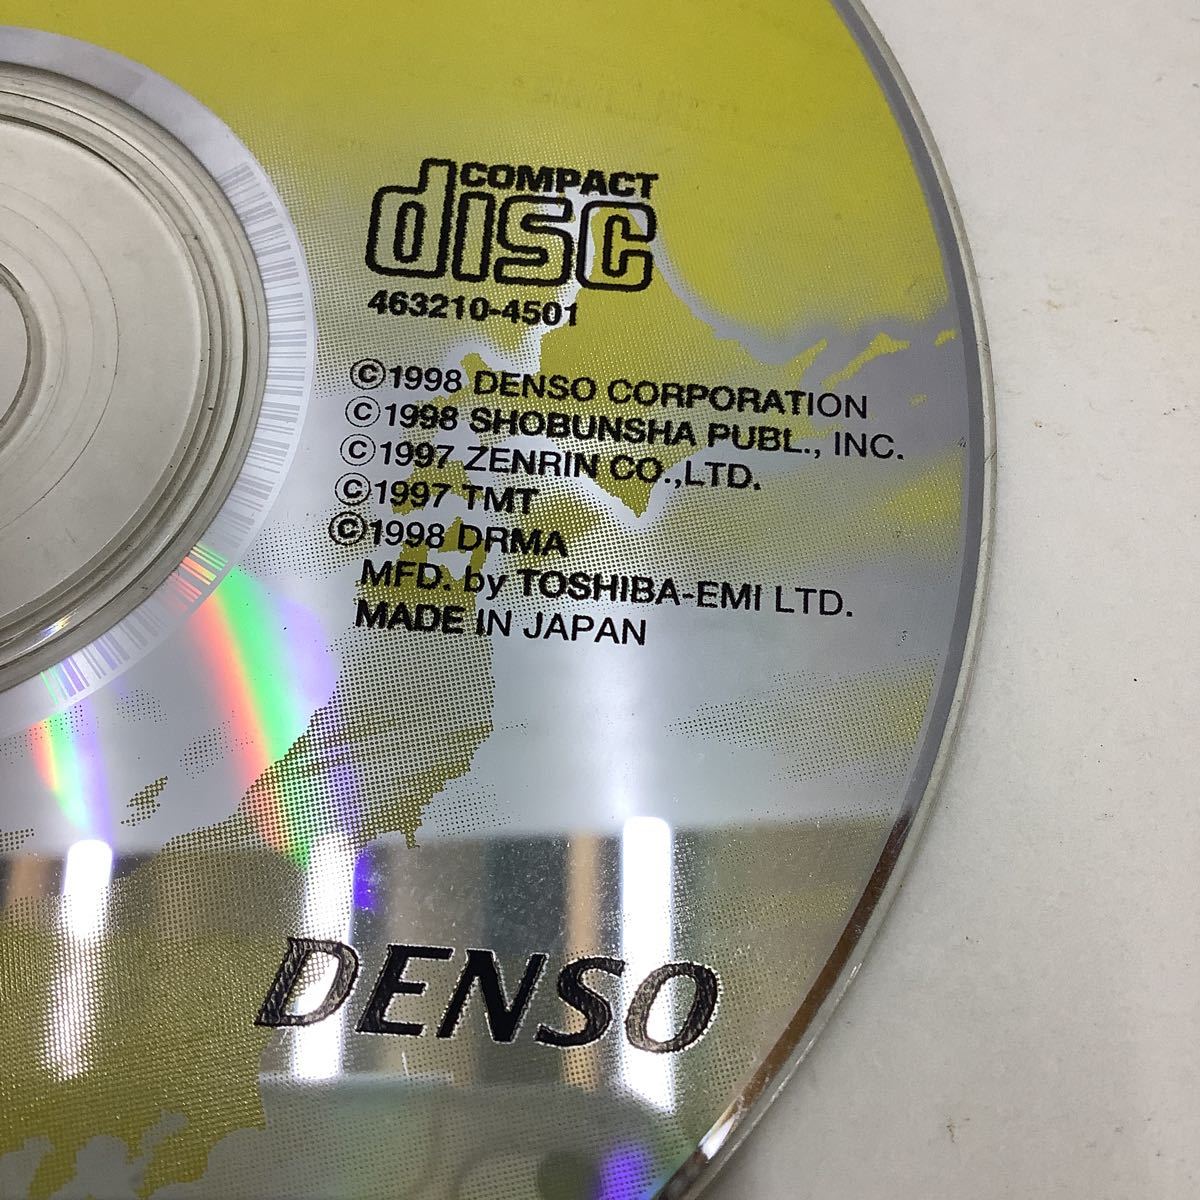 COMPACT
disc
463210-4501
©1998 DENSO CORPORATION
©1998 SHOBUNSHA PUBL., INC.
©1997 ZENRIN CO.,LTD.
©1997 TMT
©1998 DRMA
MFD. by TOSHIBA-EMI LTD.
MADE IN JAPAN
DENSO